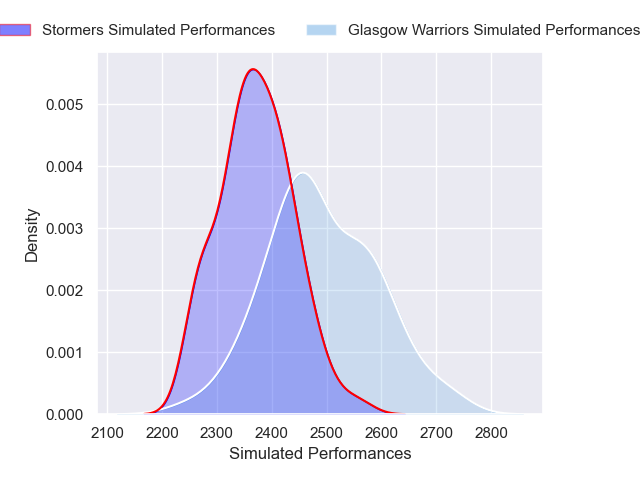 Stormers Simulated Performances
Glasgow Warriors Simulated Performances
Density
0.005
0.004
0.003
0.002
0.001
0.000
2100 2200 2300 2400 2500 2600 2700 2800
Simulated Performances